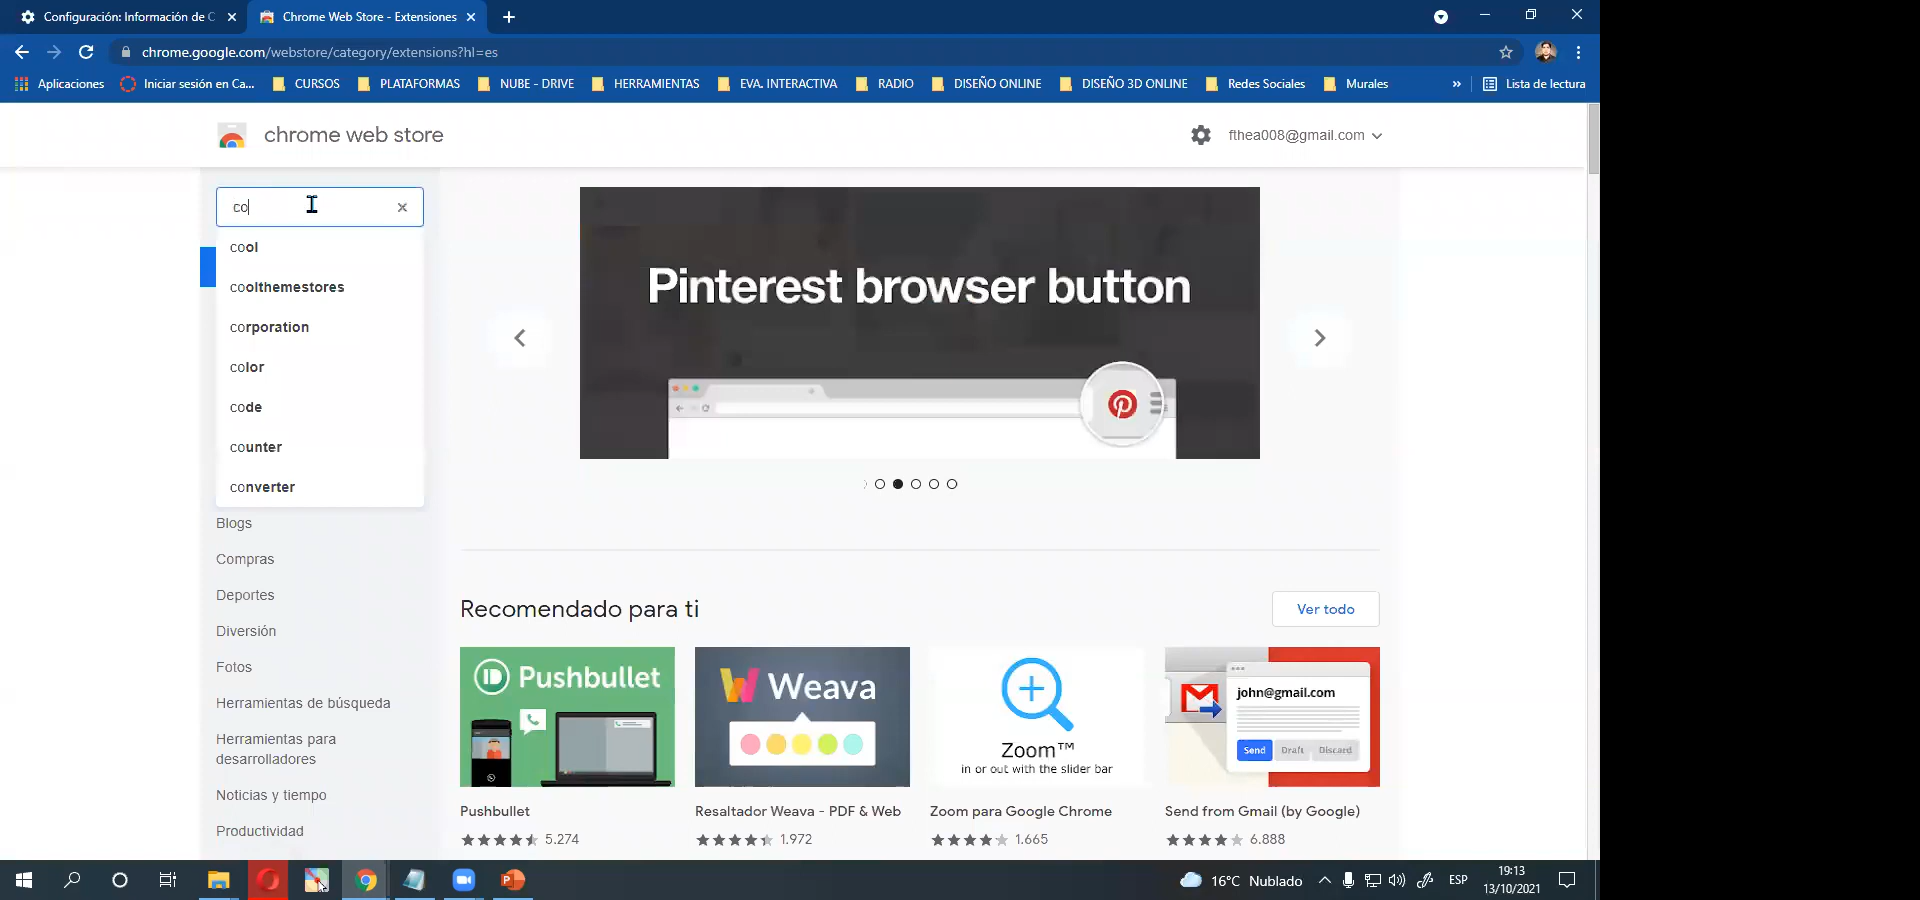 Configuración: Información de C
Chrome Web Store - Extensiones
chrome.google.com/webstore/category/extensions?hl=es
Aplicaciones
Iniciar sesión en Ca...
CURSOS
PLATAFORMAS
NUBE - DRIVE
HERRAMIENTAS
EVA. INTERACTIVA
RADIO
DISEÑO ONLINE
DISEÑO 3D ONLINE
Redes Sociales
Murales
»
Lista de lectura
chrome web store
fthea008@gmail.com
co
cool
coolthemestores
corporation
color
code
counter
converter
Blogs
Compras
Deportes
Diversión
Fotos
Herramientas de búsqueda
Herramientas para
desarrolladores
Noticias y tiempo
Productividad
Pinterest browser button
Recomendado para ti
Ver todo
Pushbullet
Weava
Zoom™
in or out with the slider bar
john@gmail.com
Send
Draft
Discard
Pushbullet
Resaltador Weava - PDF & Web
Zoom para Google Chrome
Send from Gmail (by Google)
5.274
1.972
1.665
6.888
16°C Nublado
ESP
19:13
13/10/2021